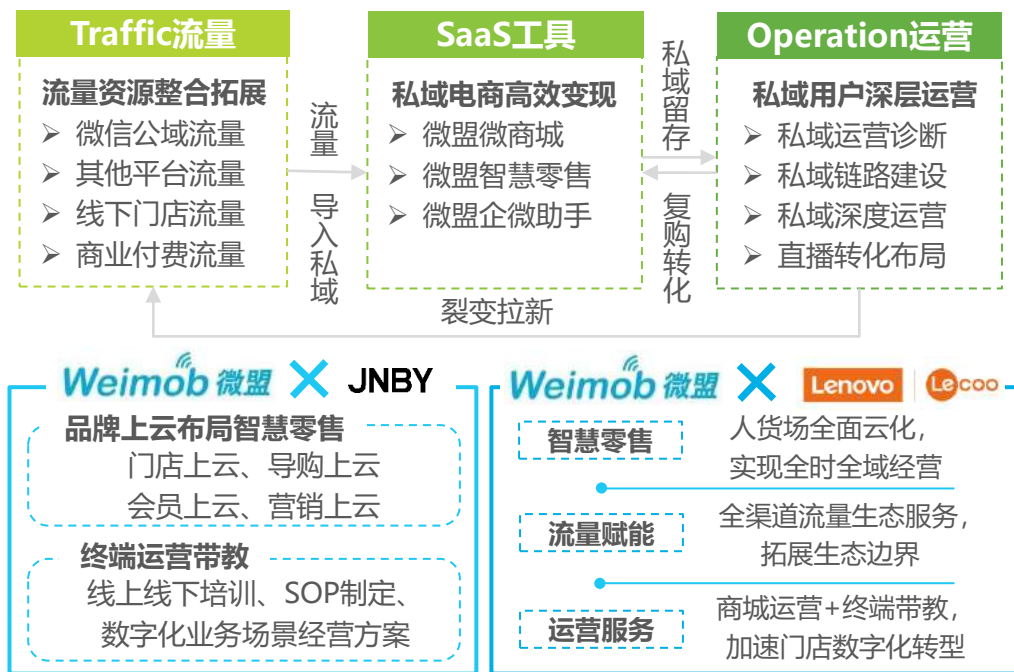 Traffic流量
流量资源整合拓展
➢ 微信公域流量
➢ 其他平台流量
➢ 线下门店流量
➢ 商业付费流量
流量
导入私域
SaaS工具
私域电商高效变现
➢ 微盟微商城
➢ 微盟智慧零售
➢ 微盟企微助手
私域留存
复购转化
Operation运营
私域用户深层运营
➢ 私域运营诊断
➢ 私域链路建设
➢ 私域深度运营
➢ 直播转化布局
裂变拉新
Weimob 微盟 JNBY
品牌上云布局智慧零售
门店上云、导购上云
会员上云、营销上云
终端运营带教
线上线下培训、SOP制定、
数字化业务场景经营方案
Weimob 微盟 Lenovo Lecoo
智慧零售
人货场全面云化，
实现全时全域经营
流量赋能
全渠道流量生态服务，
拓展生态边界
运营服务
商城运营+终端带教，
加速门店数字化转型